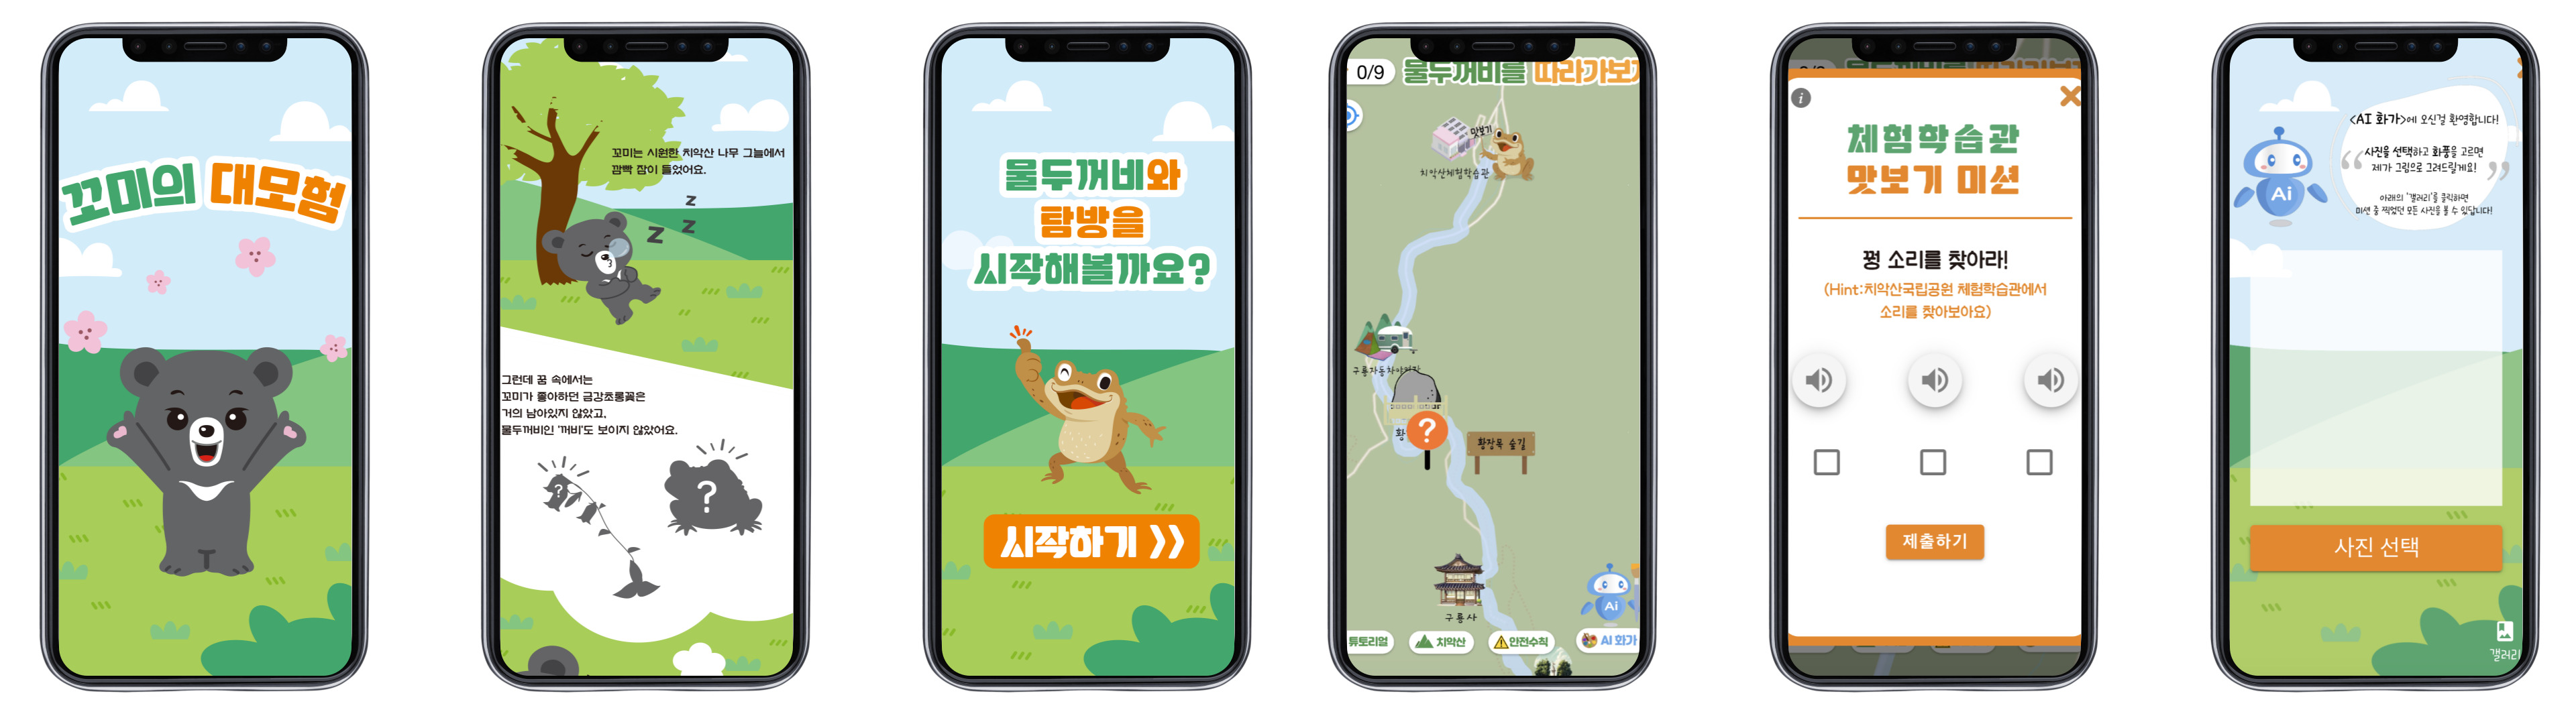 꼬미의 대모험
꼬미는 시원한 치악산 나무 그늘에서
깜빡 잠이 들었어요.
z
z
z
그런데 꿈 속에서는
꼬미가 좋아하던 금강초롱꽃은
거의 남아있지 않았고,
물두꺼비인 '꺼비'도 보이지 않았어요.
?
?
물두꺼비와
탐방을
시작해볼까요?
시작하기 》
0/9
물두꺼비를 따라가보기
맛보기
치악산체험학습관
구룡자동차야영장
황
?
황장목 숲길
구룡사
Ai
튜토리얼
치악산
안전수칙
AI 화가
i
체험학습관
맛보기 미션
꿩 소리를 찾아라!
(Hint:치악산국립공원 체험학습관에서
소리를 찾아보아요)
제출하기
<AI 화가>에 오신걸 환영합니다!
“사진을 선택하고 화풍을 고르면
제가 그림으로 그려드릴게요!”
아래의 '갤러리'를 클릭하면
미션 중 찍었던 모든 사진을 볼 수 있답니다!
Ai
사진 선택
갤러리